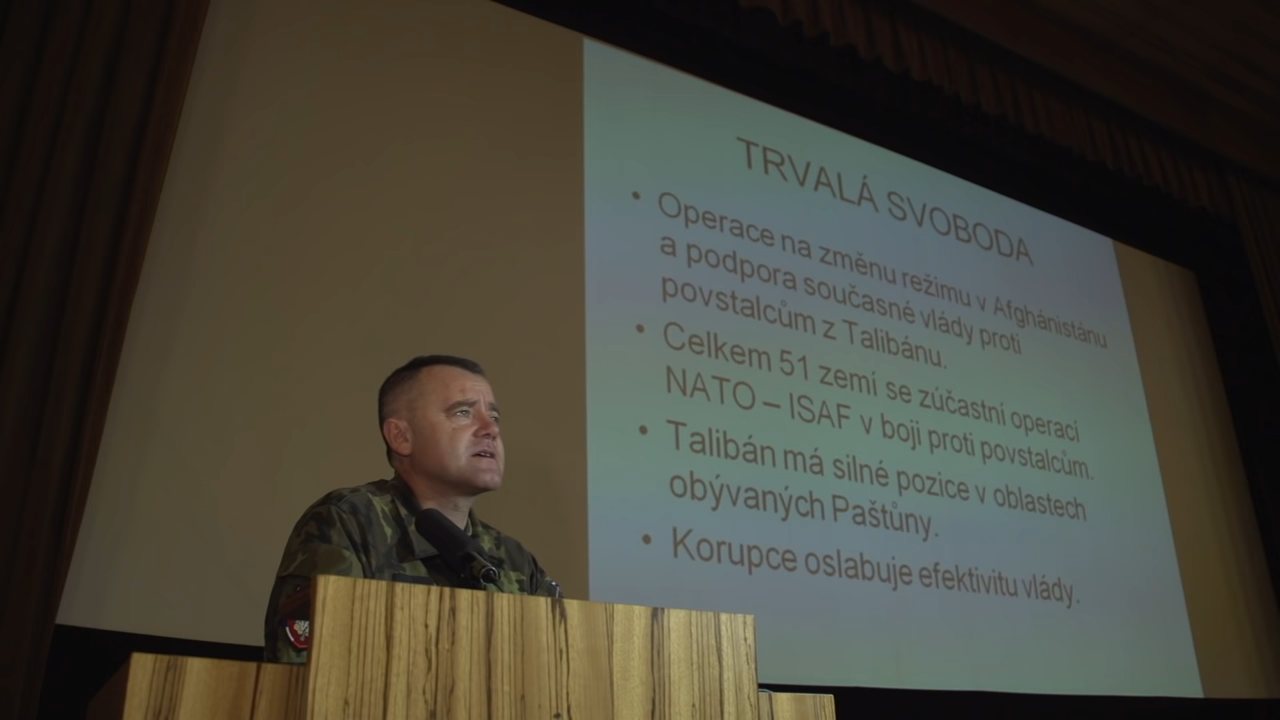 TRVALÁ SVOBODA
• Operace na změnu režimu v Afghánistánu
a podpora současné vlády proti
povstalcům z Talibánu.
• Celkem 51 zemí se zúčastní operací
NATO – ISAF v boji proti povstalcům.
• Talibán má silné pozice v oblastech
obývaných Paštůny.
• Korupce oslabuje efektivitu vlády.